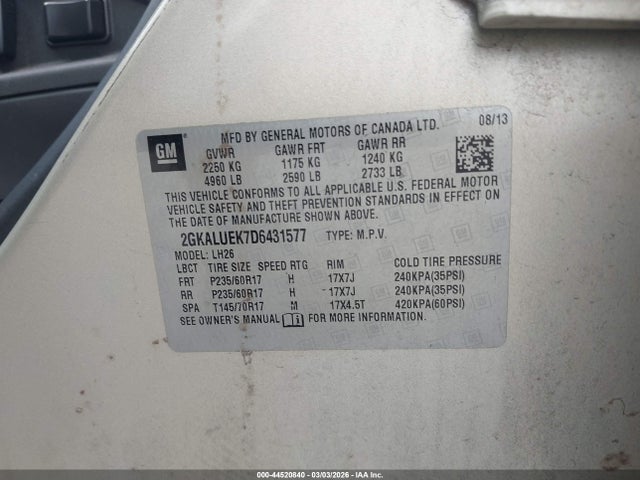 GM
MFD BY GENERAL MOTORS OF CANADA LTD.
08/13
GVWR GAWR FRT GAWR RR
2250 KG 1175 KG 1240 KG
4960 LB 2590 LB 2733 LB
THIS VEHICLE CONFORMS TO ALL APPLICABLE U.S. FEDERAL MOTOR
VEHICLE SAFETY AND THEFT PREVENTION STANDARDS IN EFFECT ON
THE DATE OF MANUFACTURE SHOWN ABOVE.
2GKALUEK7D6431577 TYPE: M.P.V.
MODEL: LH26
LBCT TIRE SIZE SPEED RTG RIM COLD TIRE PRESSURE
FRT P235/60R17 H 17X7J 240KPA(35PSI)
RR P235/60R17 H 17X7J 240KPA(35PSI)
SPA T145/70R17 M 17X4.5T 420KPA(60PSI)
SEE OWNER'S MANUAL FOR MORE INFORMATION.
000-44520840 - 03/03/2026 - IAA Inc.